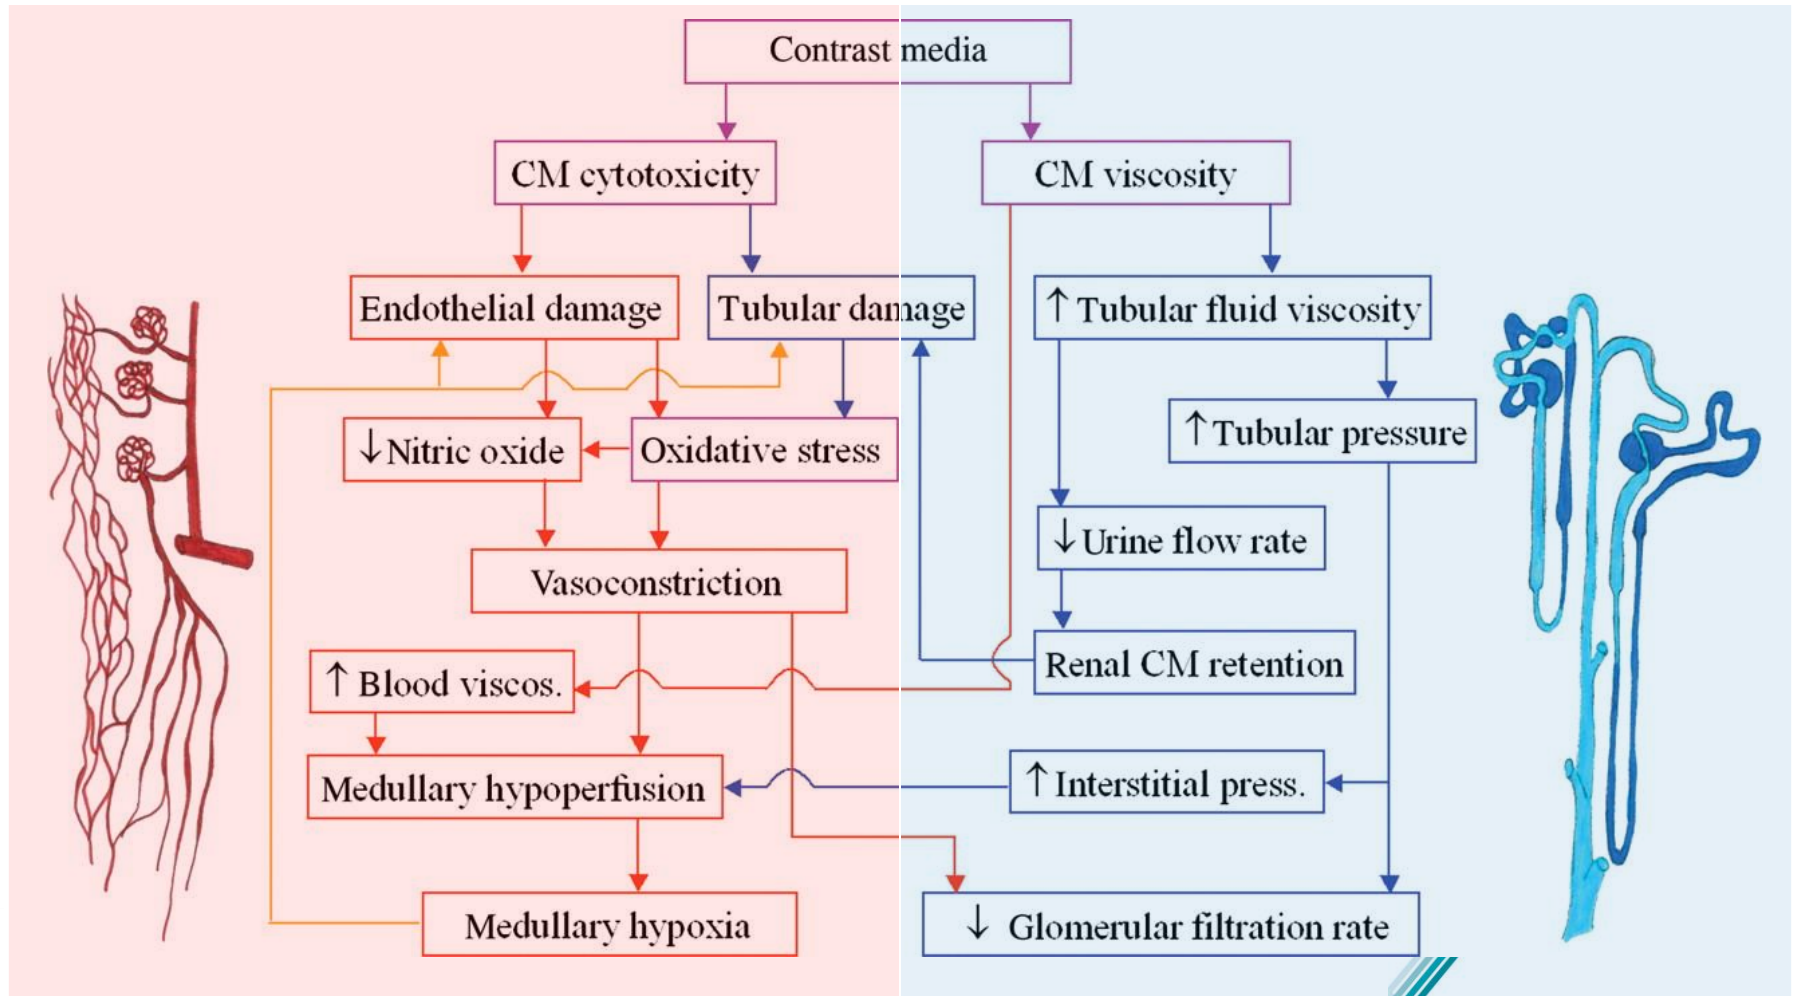 Contrast media
CM cytotoxicity
CM viscosity
Endothelial damage
Tubular damage
↑ Tubular fluid viscosity
↑ Tubular pressure
↓ Nitric oxide
Oxidative stress
↓ Urine flow rate
Vasoconstriction
Renal CM retention
↑ Blood viscos.
Medullary hypoperfusion
↑ Interstitial press.
Medullary hypoxia
↓ Glomerular filtration rate